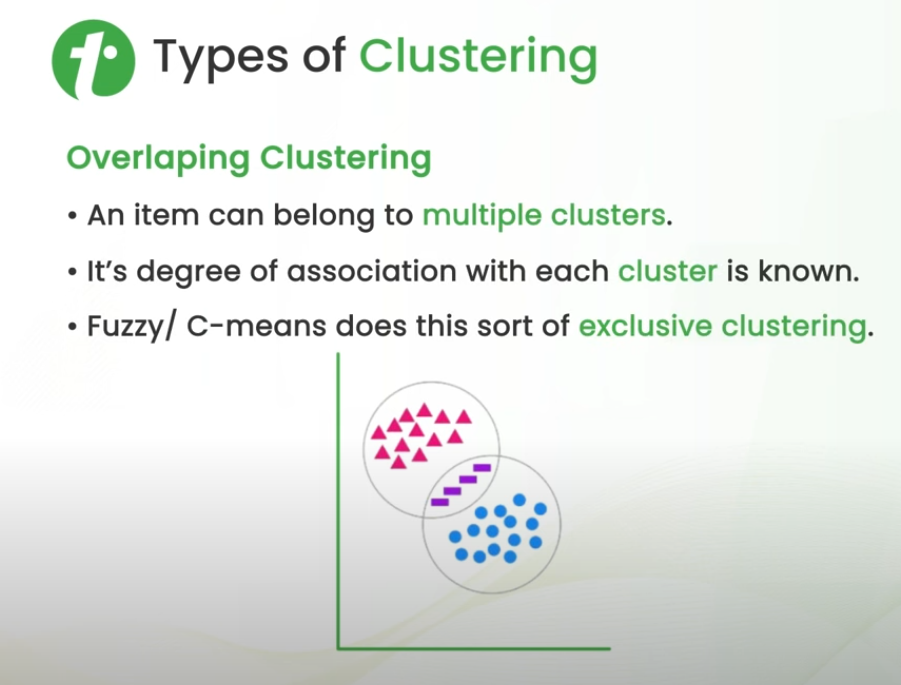 Types of Clustering
Overlaping Clustering
• An item can belong to multiple clusters.
• It's degree of association with each cluster is known.
• Fuzzy/ C-means does this sort of exclusive clustering.